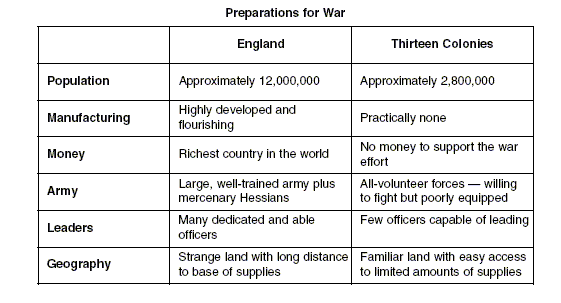 Preparations for War
England Thirteen Colonies
Population Approximately 12,000,000 Approximately 2,800,000
Manufacturing Highly developed and flourishing Practically none
Money Richest country in the world No money to support the war effort
Army Large, well-trained army plus mercenary Hessians All-volunteer forces — willing to fight but poorly equipped
Leaders Many dedicated and able officers Few officers capable of leading
Geography Strange land with long distance to base of supplies Familiar land with easy access to limited amounts of supplies